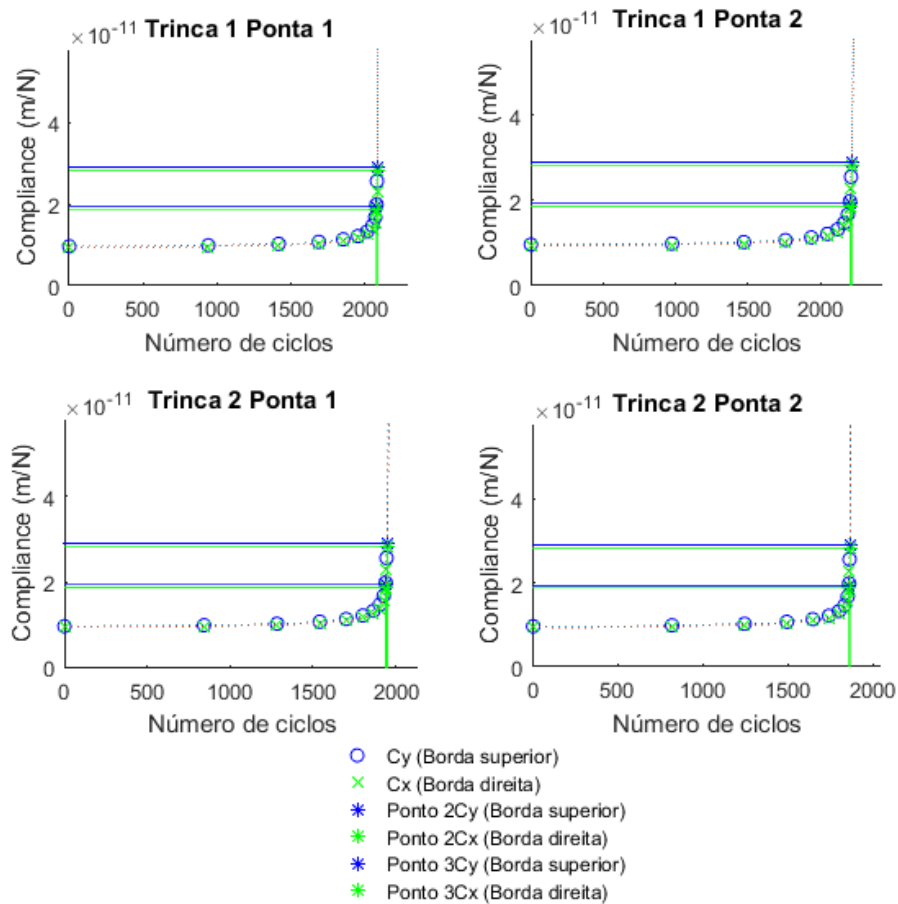 × 10⁻¹¹ Trinca 1 Ponta 1
Compliance (m/N)
4
2
0
0 500 1000 1500 2000
Número de ciclos
× 10⁻¹¹ Trinca 1 Ponta 2
Compliance (m/N)
4
2
0
0 500 1000 1500 2000
Número de ciclos
× 10⁻¹¹ Trinca 2 Ponta 1
Compliance (m/N)
4
2
0
0 500 1000 1500 2000
Número de ciclos
× 10⁻¹¹ Trinca 2 Ponta 2
Compliance (m/N)
4
2
0
0 500 1000 1500 2000
Número de ciclos
Cy (Borda superior)
Cx (Borda direita)
Ponto 2Cy (Borda superior)
Ponto 2Cx (Borda direita)
Ponto 3Cy (Borda superior)
Ponto 3Cx (Borda direita)